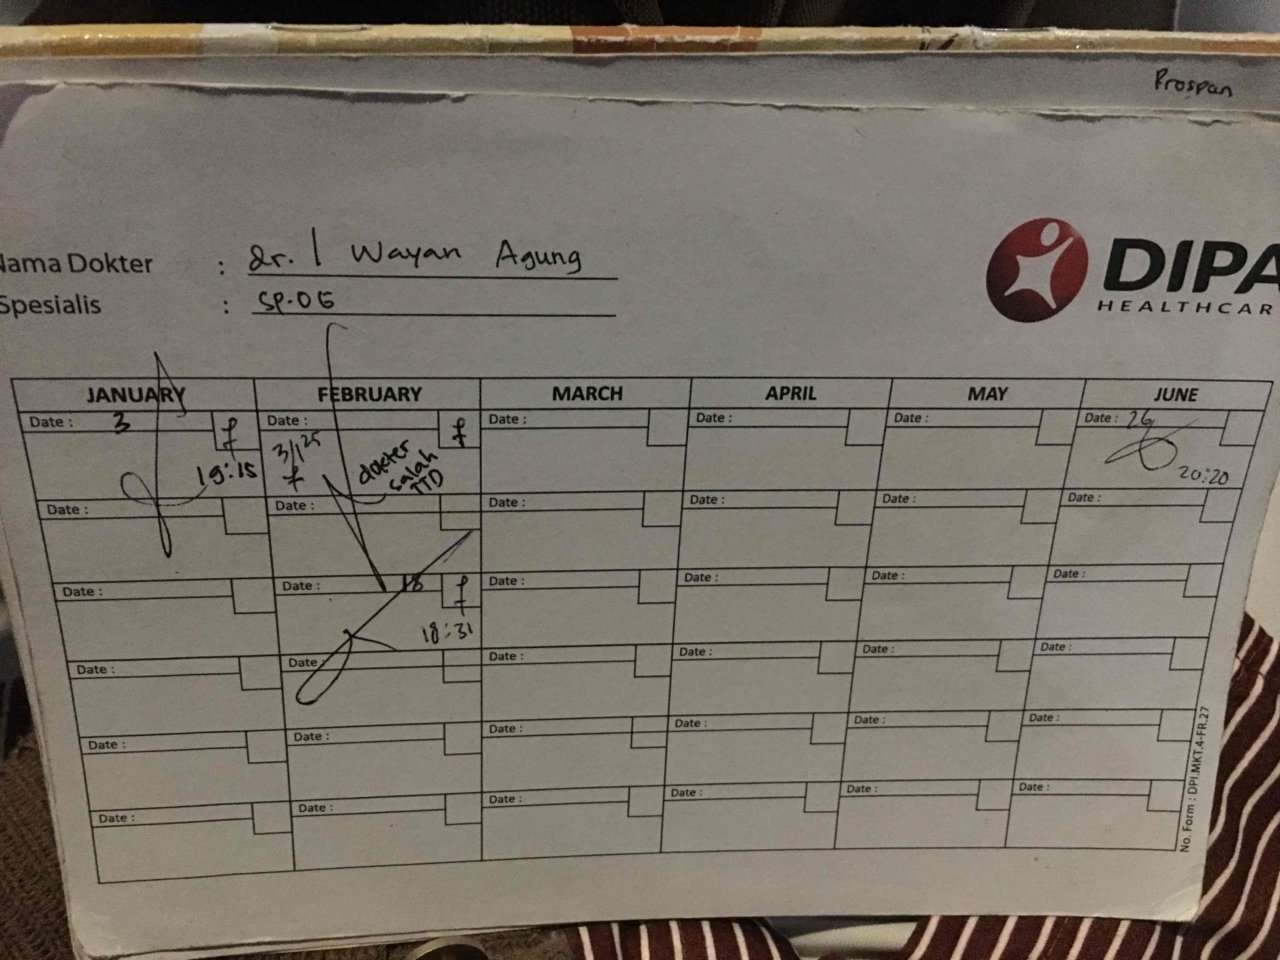 Prospan
Nama Dokter : dr. I Wayan Agung
Spesialis : SP.OG
DIPA
HEALTHCAR
JANUARY FEBRUARY MARCH APRIL MAY JUNE
Date : 3 f Date : f Date : Date : Date : Date : 26
19:15 3/1 25 f dokter salah TTD 20:20
Date : Date : Date : Date : Date : Date :
Date : Date : 18 f Date : Date : Date : Date :
18:31
Date : Date : Date : Date : Date : Date :
Date : Date : Date : Date : Date : Date :
Date : Date : Date : Date : Date : Date :
No. Form : DPI.MKT.4-FR.27